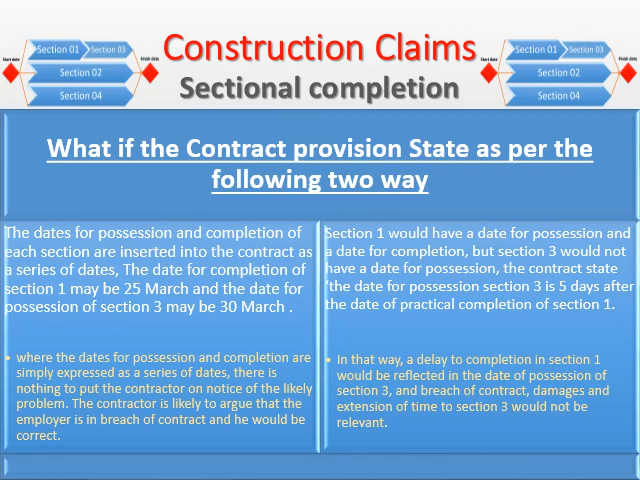 Construction Claims
Sectional completion
Start date
Section 01
Section 03
Section 02
Section 04
Finish date
Start date
Section 01
Section 03
Section 02
Section 04
Finish date
What if the Contract provision State as per the
following two way
The dates for possession and completion of
each section are inserted into the contract as
a series of dates, The date for completion of
section 1 may be 25 March and the date for
possession of section 3 may be 30 March .
• where the dates for possession and completion are
simply expressed as a series of dates, there is
nothing to put the contractor on notice of the likely
problem. The contractor is likely to argue that the
employer is in breach of contract and he would be
correct.
Section 1 would have a date for possession and
a date for completion, but section 3 would not
have a date for possession, the contract state
‘the date for possession section 3 is 5 days after
the date of practical completion of section 1.
• In that way, a delay to completion in section 1
would be reflected in the date of possession of
section 3, and breach of contract, damages and
extension of time to section 3 would not be
relevant.